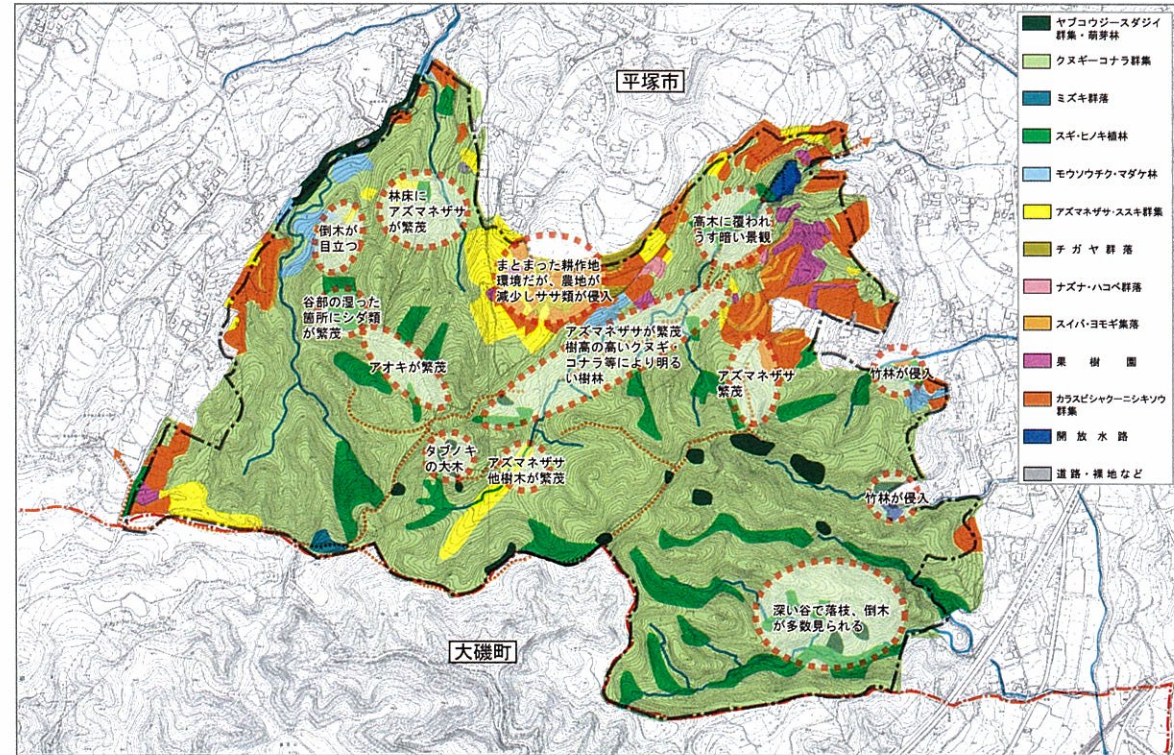 平塚市
林床に
アズマネザサ
が繁茂
倒木が
目立つ
高木に覆われ
うす暗い景観
まとまった耕作地
環境だが、農地が
減少しササ類が侵入
谷部の湿った
箇所にシダ類
が繁茂
アオキが繁茂
アズマネザサが繁茂
樹高の高いクヌギ・
コナラ等により明る
い樹林
アズマネザサ
繁茂
竹林が侵入
タブノキ
の大木
アズマネザサ
他樹木が繁茂
竹林が侵入
深い谷で落枝、倒木
が多数見られる
大磯町
ヤブコウジースダジイ
群集・萌芽林
クヌギーコナラ群集
ミズキ群落
スギ・ヒノキ植林
モウソウチク・マダケ林
アズマネザサ・ススキ群集
チガヤ群落
ナズナ・ハコベ群落
スイバ・ヨモギ集落
果樹園
カラスビシャクーニシキソウ
群集
開放水路
道路・裸地など